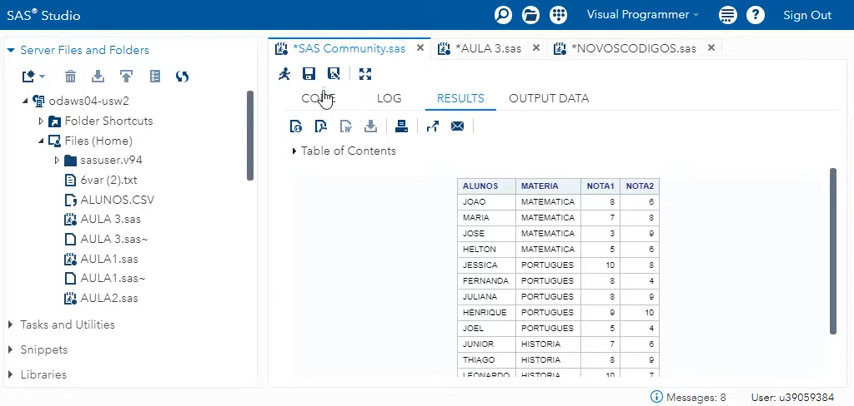 SAS® Studio
Visual Programmer
Sign Out
Server Files and Folders
odaws04-usw2
Folder Shortcuts
Files (Home)
sasuser.v94
6var (2).txt
ALUNOS.CSV
AULA 3.sas
AULA 3.sas~
AULA1.sas
AULA1.sas~
AULA2.sas
Tasks and Utilities
Snippets
Libraries
*SAS Community.sas
*AULA 3.sas
*NOVOSCODIGOS.sas
CODE LOG RESULTS OUTPUT DATA
Table of Contents
ALUNOS MATERIA NOTA1 NOTA2
JOAO MATEMATICA 8 6
MARIA MATEMATICA 7 8
JOSE MATEMATICA 3 9
HELTON MATEMATICA 5 6
JESSICA PORTUGUES 10 8
FERNANDA PORTUGUES 8 4
JULIANA PORTUGUES 8 9
HENRIQUE PORTUGUES 9 10
JOEL PORTUGUES 5 4
JUNIOR HISTORIA 7 6
THIAGO HISTORIA 8 9
LEONARDO HISTORIA 10 7
Messages: 8 User: u39059384